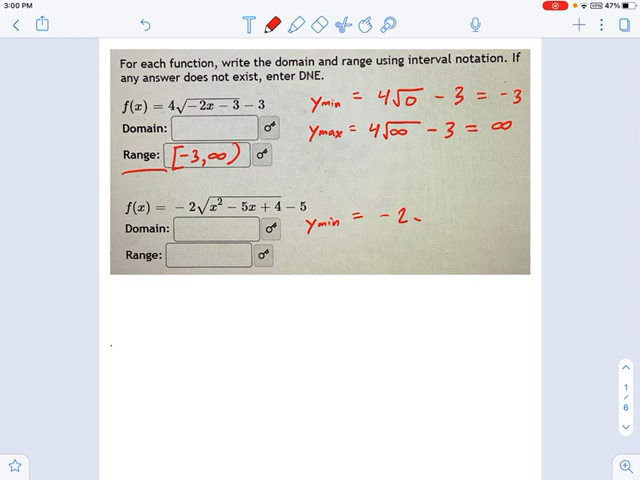 3:00 PM
VPN 47%
T
For each function, write the domain and range using interval notation. If
any answer does not exist, enter DNE.
f(x) = 4√(−2x − 3) − 3
ymin = 4√0 − 3 = −3
ymax = 4√∞ − 3 = ∞
Domain:
Range: [−3,∞)
f(x) = − 2√(x² − 5x + 4) − 5
ymin = −2
Domain:
Range:
1
/
6